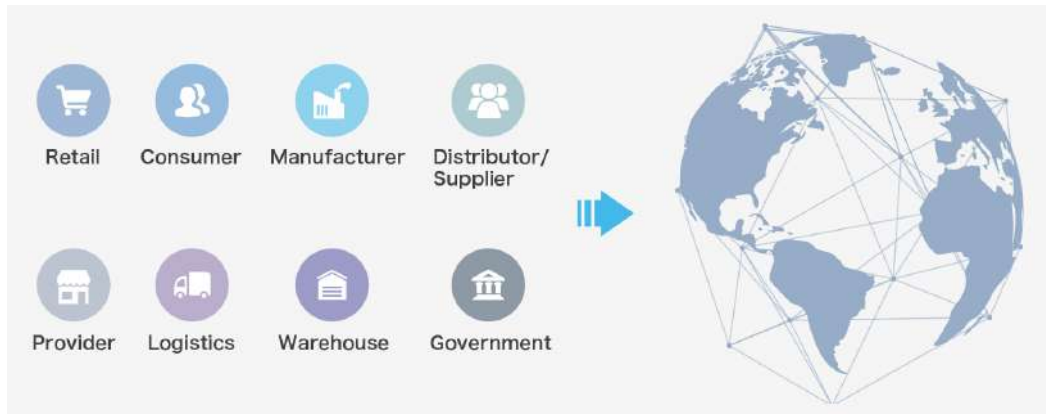 Retail
Consumer
Manufacturer
Distributor/
Supplier
Provider
Logistics
Warehouse
Government